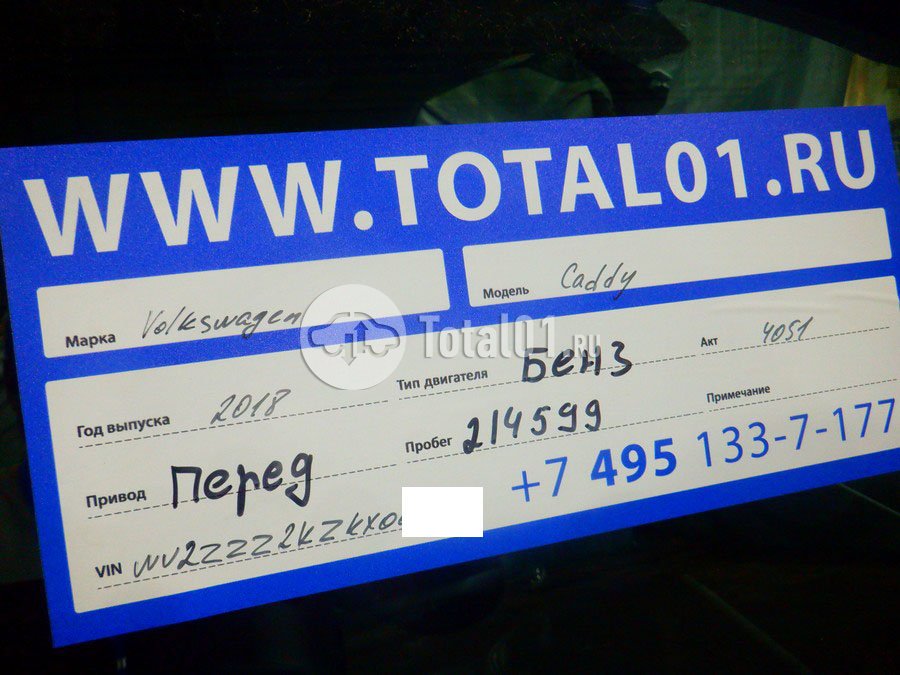 WWW.TOTAL01.RU
Марка Volkswagen Модель Caddy
Total01.RU
Год выпуска 2018 Тип двигателя Бенз Акт 4051
Привод Перед Пробег 214599 Примечание
+7 495 133-7-177
VIN WV2ZZZ2KZKX0